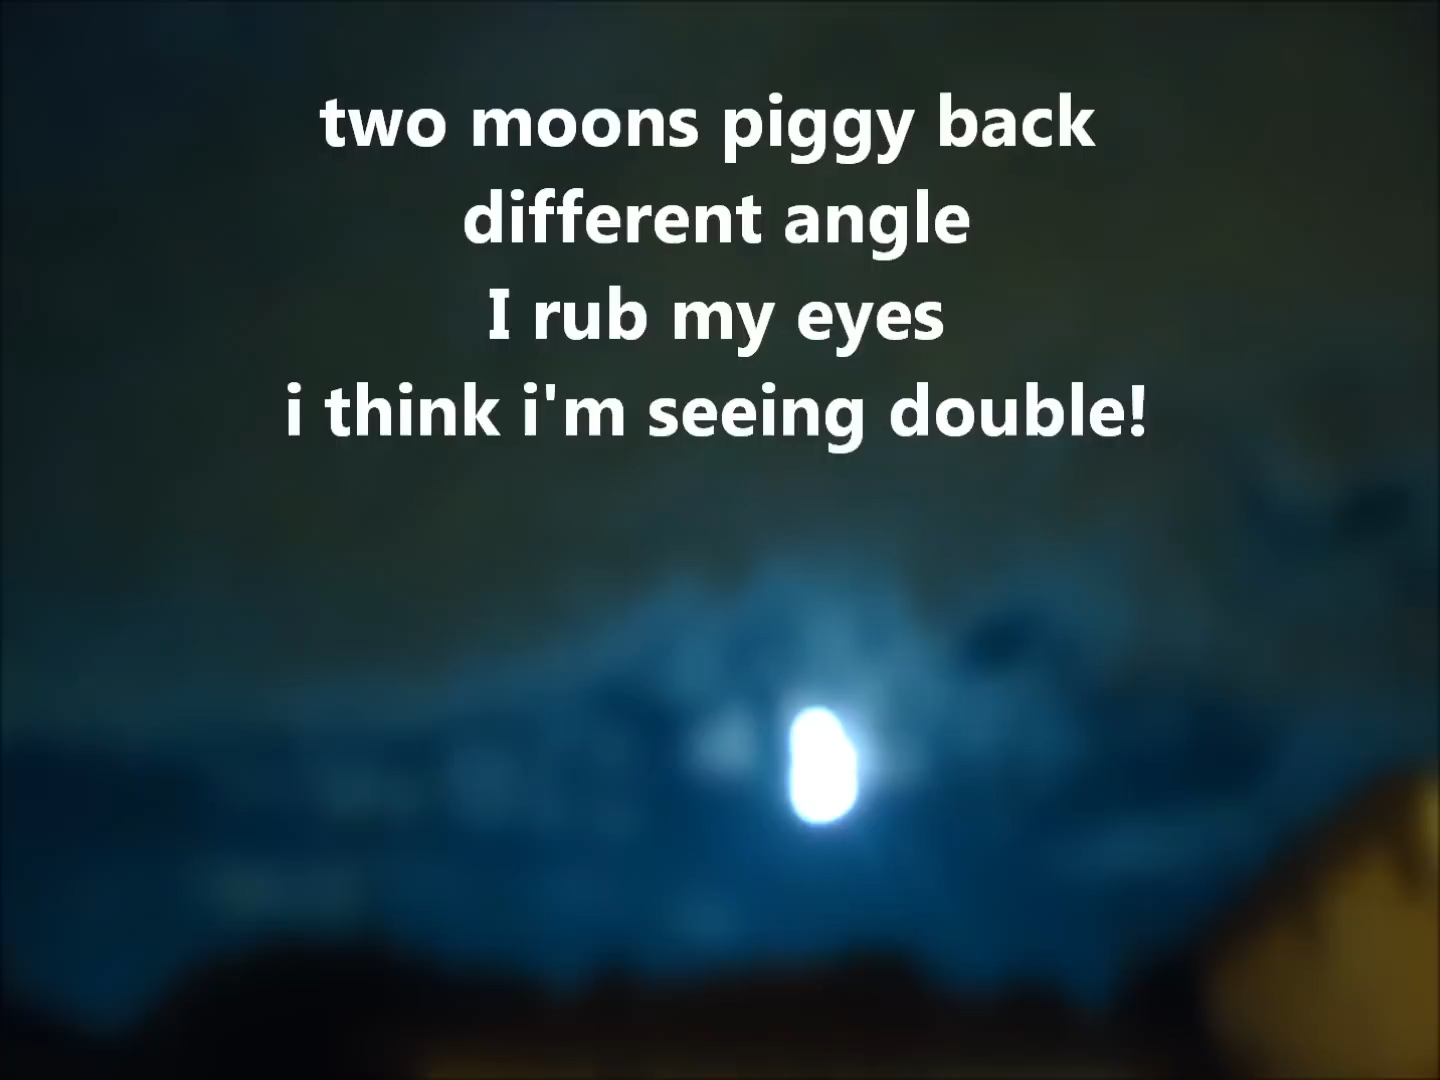 two moons piggy back
different angle
I rub my eyes
i think i'm seeing double!